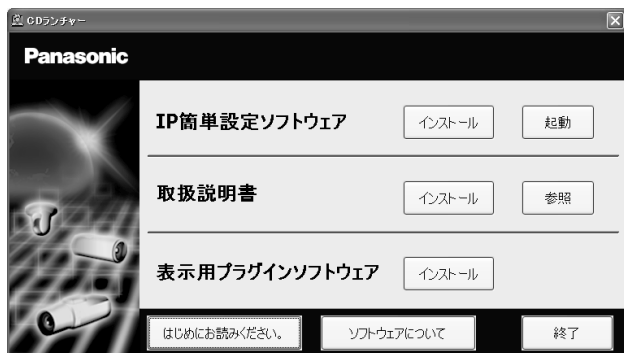 CDランチャー
Panasonic
IP簡単設定ソフトウェア インストール 起動
取扱説明書 インストール 参照
表示用プラグインソフトウェア インストール
はじめにお読みください。 ソフトウェアについて 終了